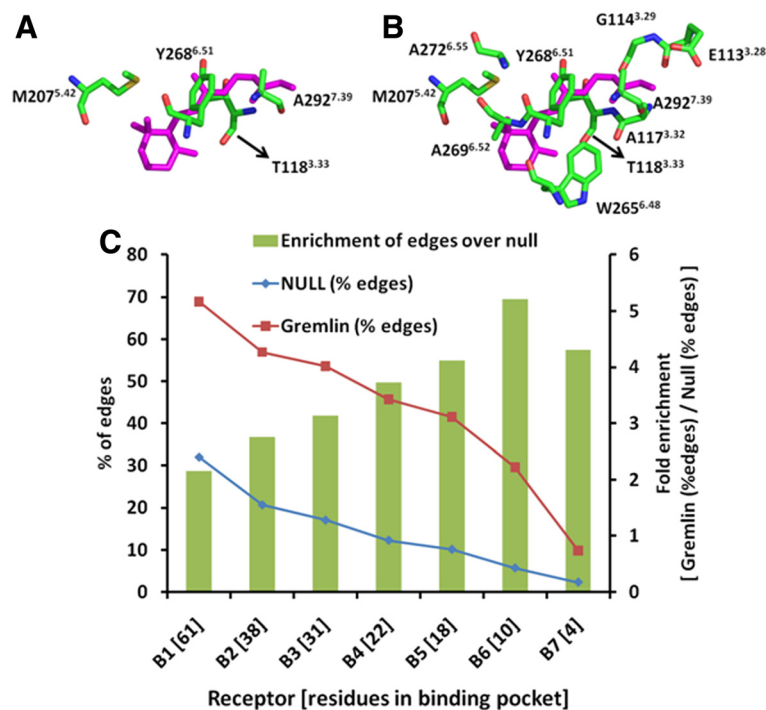 A
Y268^6.51
M207^5.42
A292^7.39
T118^3.33
B
G114^3.29
A272^6.55
Y268^6.51
E113^3.28
M207^5.42
A292^7.39
A117^3.32
A269^6.52
T118^3.33
W265^6.48
C
Enrichment of edges over null
NULL (% edges)
Gremlin (% edges)
% of edges
80
70
60
50
40
30
20
10
0
6
5
4
3
2
1
0
Fold enrichment
[ Gremlin (%edges) / Null (% edges) ]
B1 [61]
B2 [38]
B3 [31]
B4 [22]
B5 [18]
B6 [10]
B7 [4]
Receptor [residues in binding pocket]